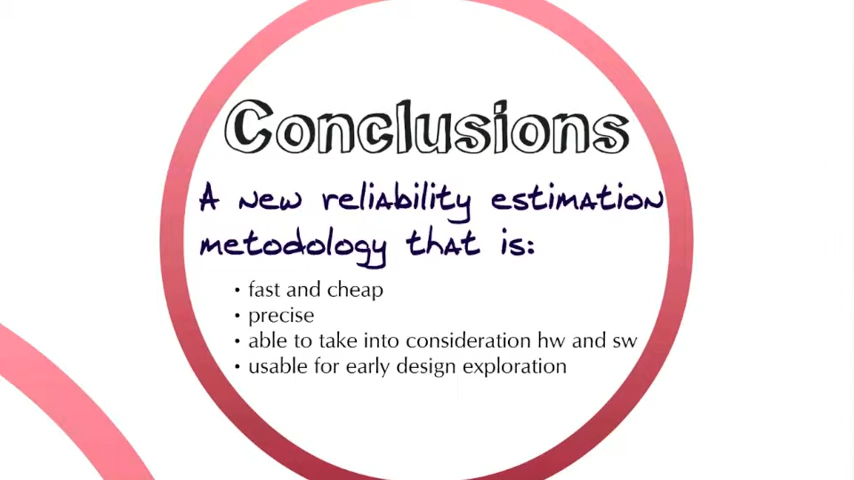 Conclusions
A new reliability estimation
metodology that is:
• fast and cheap
• precise
• able to take into consideration hw and sw
• usable for early design exploration